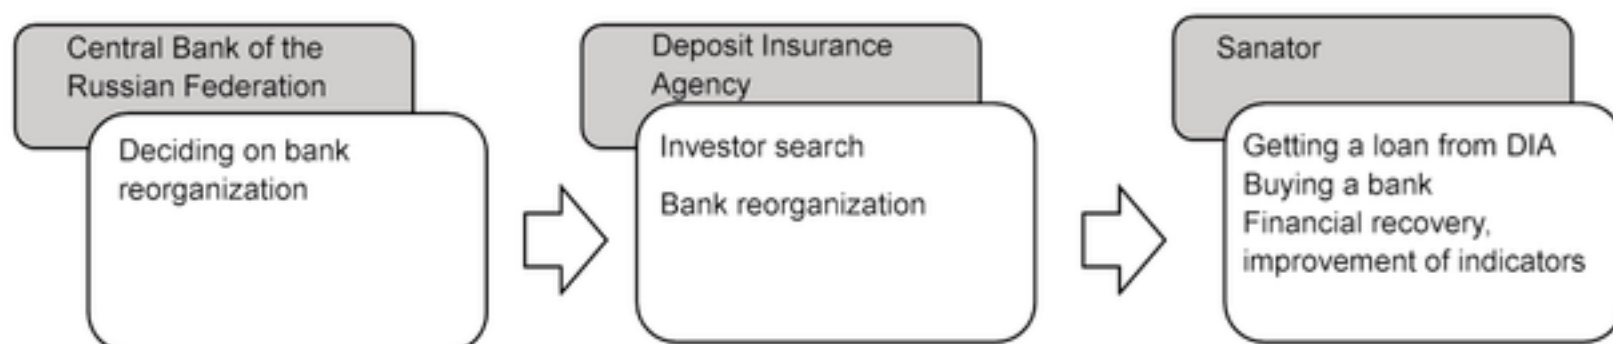 Central Bank of the
Russian Federation
Deciding on bank
reorganization
Deposit Insurance
Agency
Investor search
Bank reorganization
Sanator
Getting a loan from DIA
Buying a bank
Financial recovery,
improvement of indicators